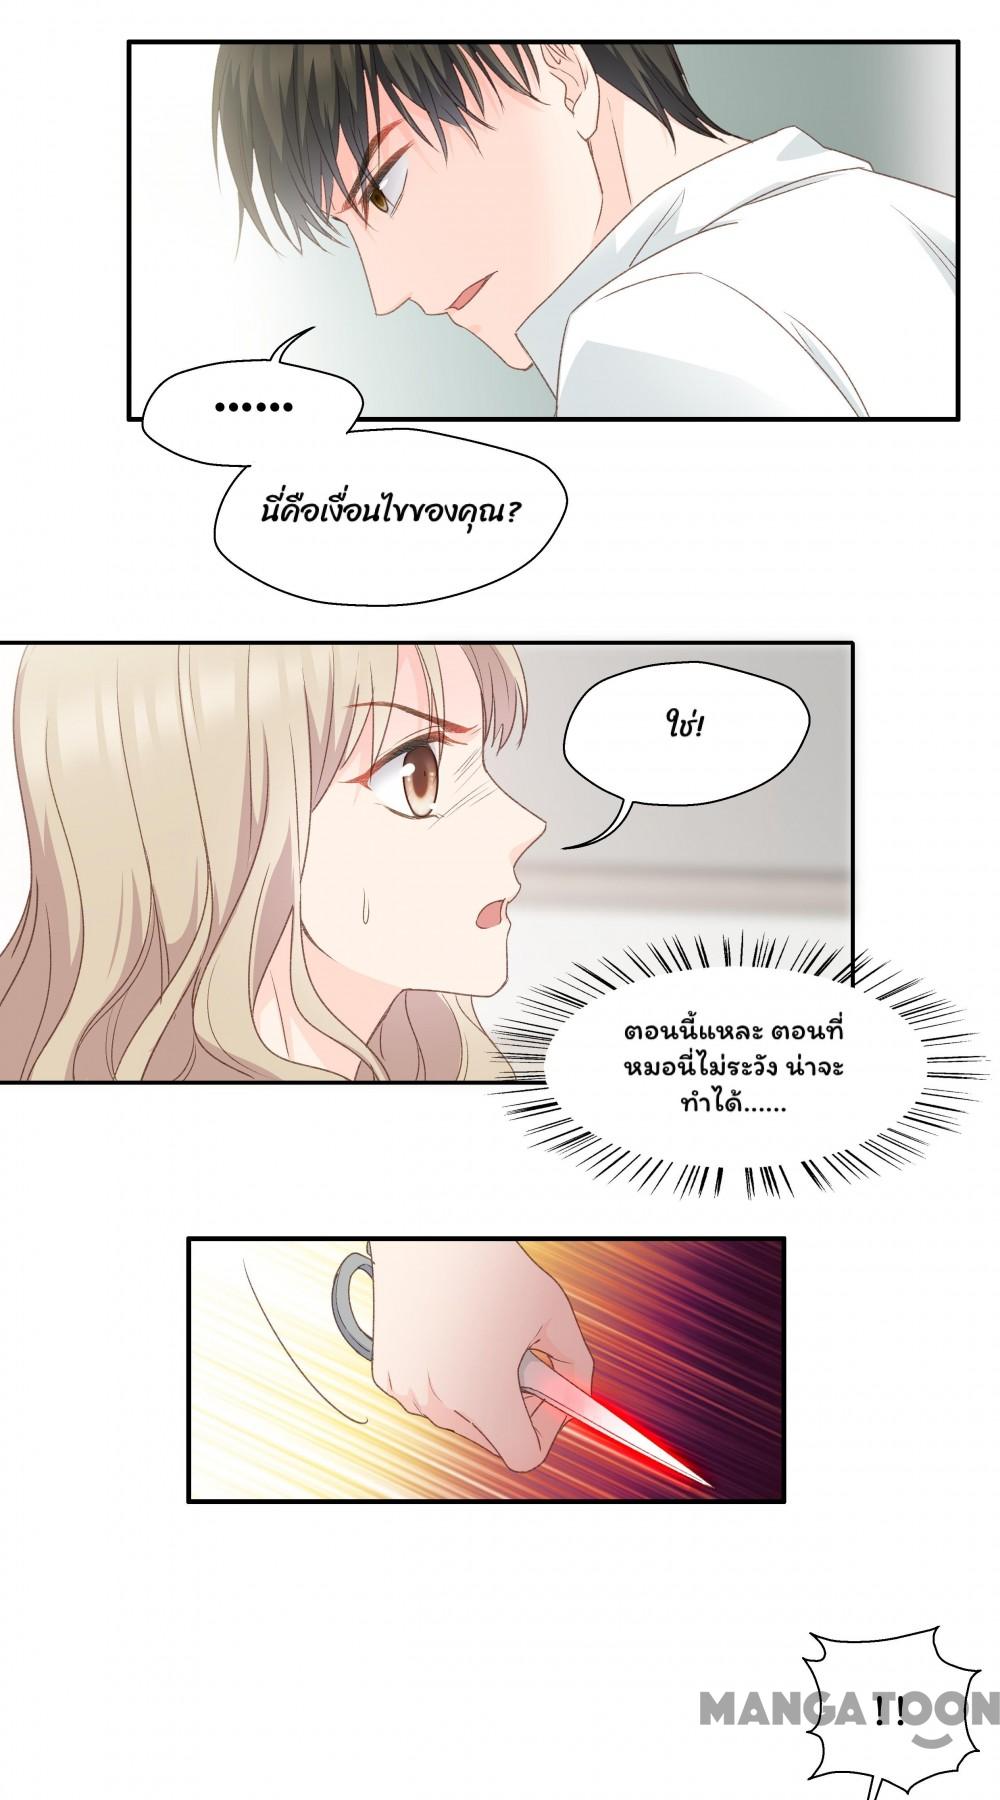 ......
นี่คือเงื่อนไขของคุณ?
ใช่!
ตอนนี้แหละ ตอนที่
หมอนี่ไม่ระวัง น่าจะ
ทำได้......
!!
MANGATOON